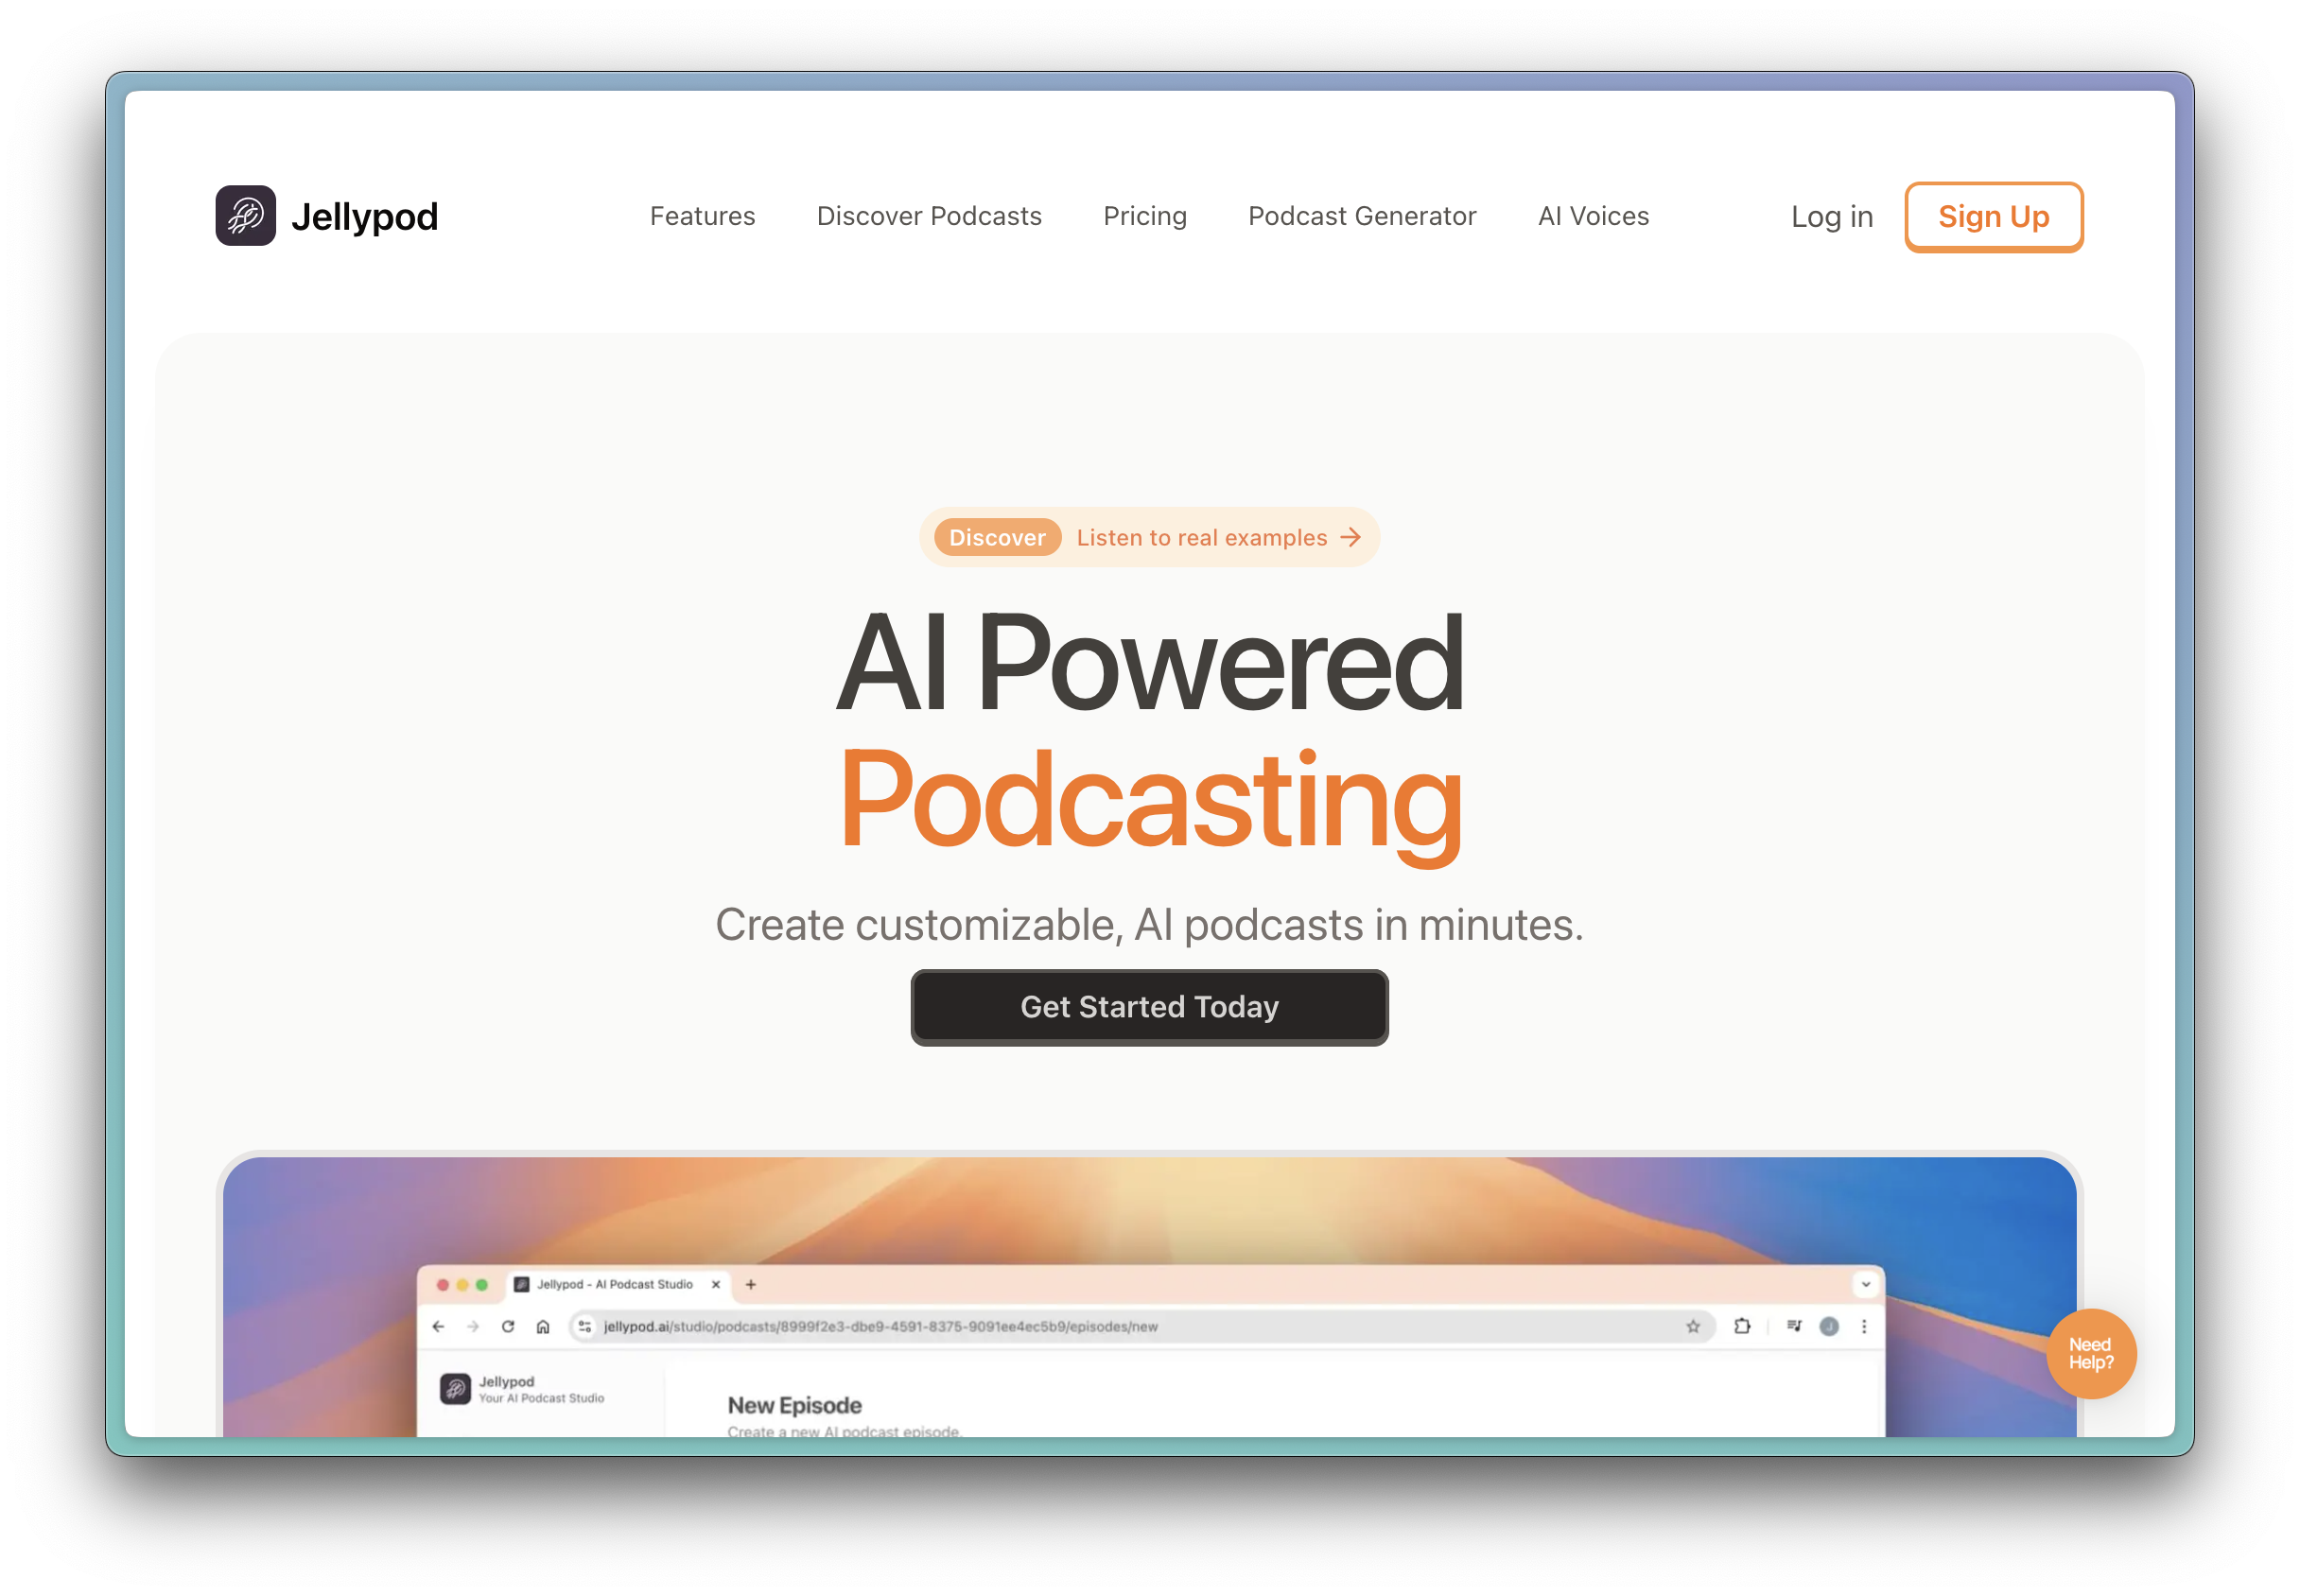 Jellypod
Features Discover Podcasts Pricing Podcast Generator AI Voices Log in Sign Up
Discover Listen to real examples →
AI Powered
Podcasting
Create customizable, AI podcasts in minutes.
Get Started Today
Jellypod - AI Podcast Studio
jellypod.ai/studio/podcasts/8999f2e3-dbe9-4591-8375-9091ee4ec5b9/episodes/new
J
Jellypod
Your AI Podcast Studio
New Episode
Create a new AI podcast episode.
Need
Help?